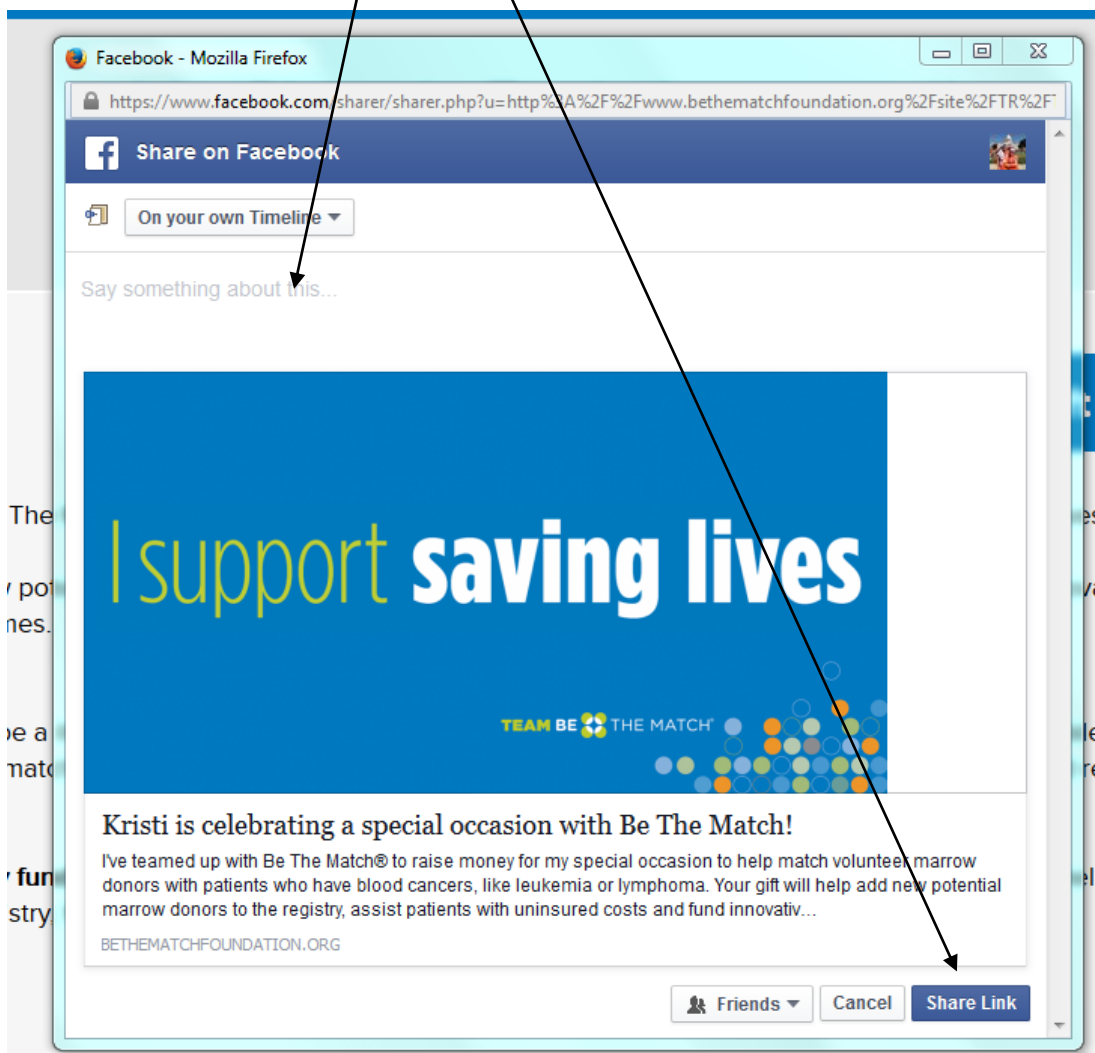 Facebook - Mozilla Firefox
https://www.facebook.com/sharer/sharer.php?u=http%3A%2F%2Fwww.bethematchfoundation.org%2Fsite%2FTR%2F
Share on Facebook
On your own Timeline
Say something about this...
The
I support saving lives
mes.
TEAM BE THE MATCH®
be a
Kristi is celebrating a special occasion with Be The Match!
I've teamed up with Be The Match® to raise money for my special occasion to help match volunteer marrow
donors with patients who have blood cancers, like leukemia or lymphoma. Your gift will help add new potential
marrow donors to the registry, assist patients with uninsured costs and fund innovativ...
BETHEMATCHFOUNDATION.ORG
fun
stry,
Friends
Cancel
Share Link